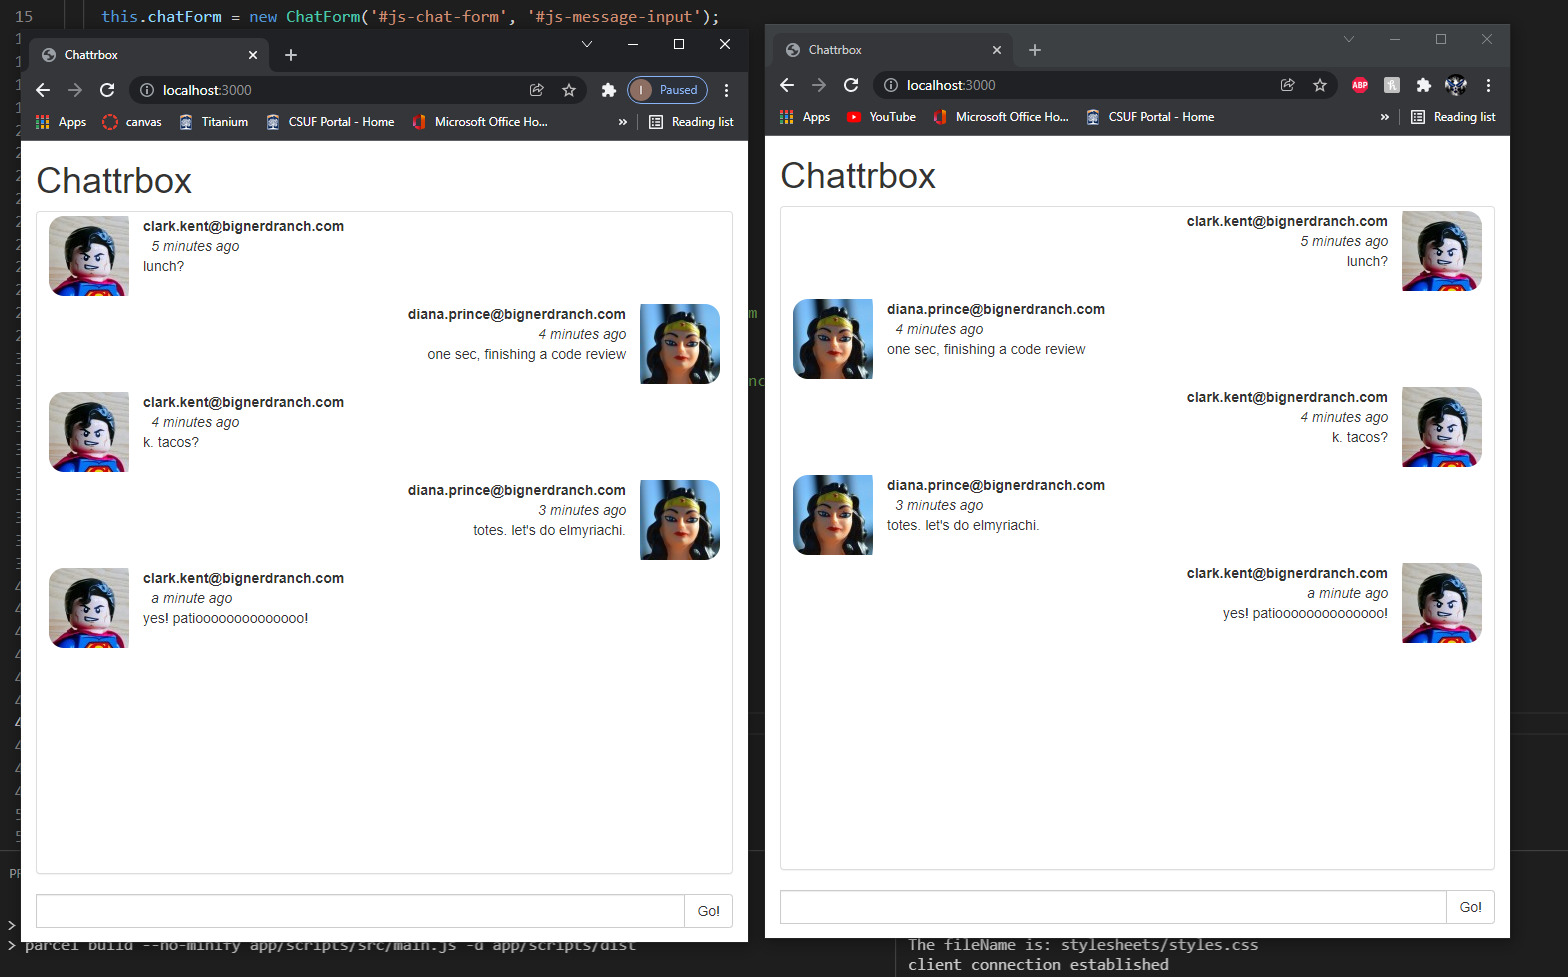 15 this.chatForm = new ChatForm('#js-chat-form', '#js-message-input');
Chattrbox
localhost:3000
Paused
Apps canvas Titanium CSUF Portal - Home Microsoft Office Ho... » Reading list
Chattrbox
clark.kent@bignerdranch.com
5 minutes ago
lunch?
diana.prince@bignerdranch.com
4 minutes ago
one sec, finishing a code review
clark.kent@bignerdranch.com
4 minutes ago
k. tacos?
diana.prince@bignerdranch.com
3 minutes ago
totes. let's do elmyriachi.
clark.kent@bignerdranch.com
a minute ago
yes! patioooooooooooooo!
Go!
Chattrbox
localhost:3000
ABP
Apps YouTube Microsoft Office Ho... CSUF Portal - Home » Reading list
Chattrbox
clark.kent@bignerdranch.com
5 minutes ago
lunch?
diana.prince@bignerdranch.com
4 minutes ago
one sec, finishing a code review
clark.kent@bignerdranch.com
4 minutes ago
k. tacos?
diana.prince@bignerdranch.com
3 minutes ago
totes. let's do elmyriachi.
clark.kent@bignerdranch.com
a minute ago
yes! patioooooooooooooo!
Go!
>
> parcel build --no-minify app/scripts/src/main.js -d app/scripts/dist
The fileName is: stylesheets/styles.css
client connection established